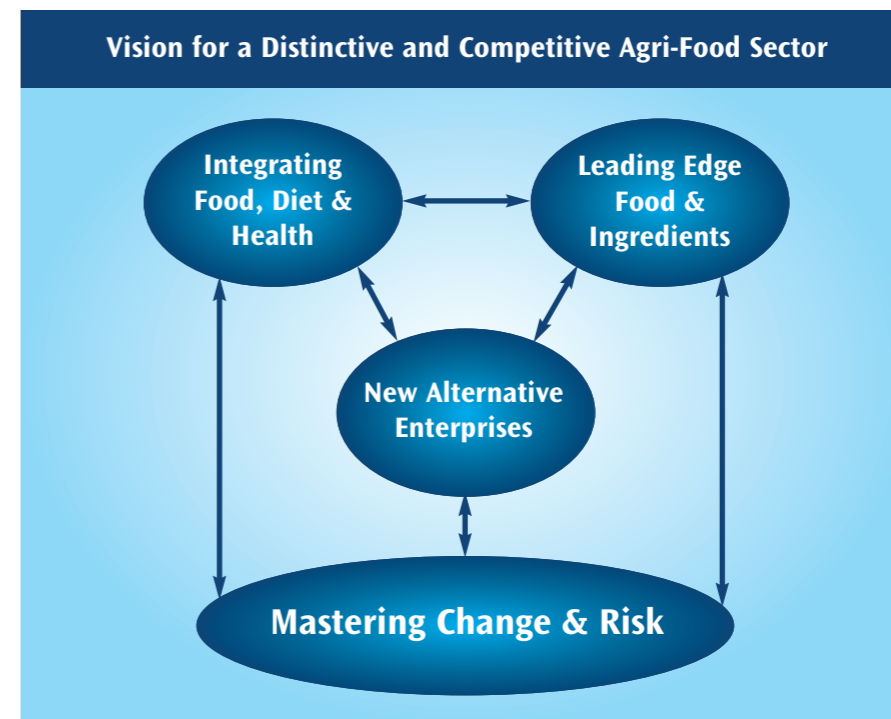 Vision for a Distinctive and Competitive Agri-Food Sector
Integrating
Food, Diet &
Health
Leading Edge
Food &
Ingredients
New Alternative
Enterprises
Mastering Change & Risk